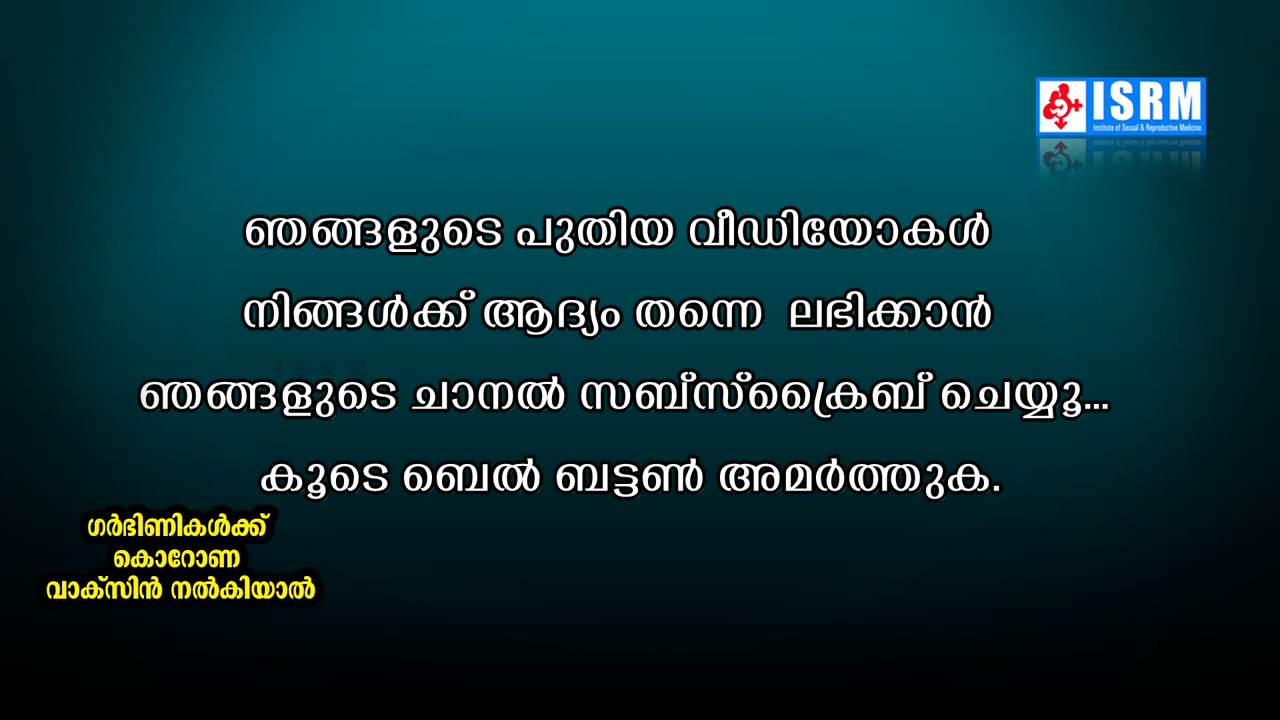 ISRM
Institute of Sexual & Reproductive Medicine
ഞങ്ങളുടെ പുതിയ വീഡിയോകൾ
നിങ്ങൾക്ക് ആദ്യം തന്നെ ലഭിക്കാൻ
ഞങ്ങളുടെ ചാനൽ സബ്സ്ക്രൈബ് ചെയ്യൂ...
കൂടെ ബെൽ ബട്ടൺ അമർത്തുക.
ഗർഭിണികൾക്ക്
കൊറോണ
വാക്സിൻ നൽകിയാൽ